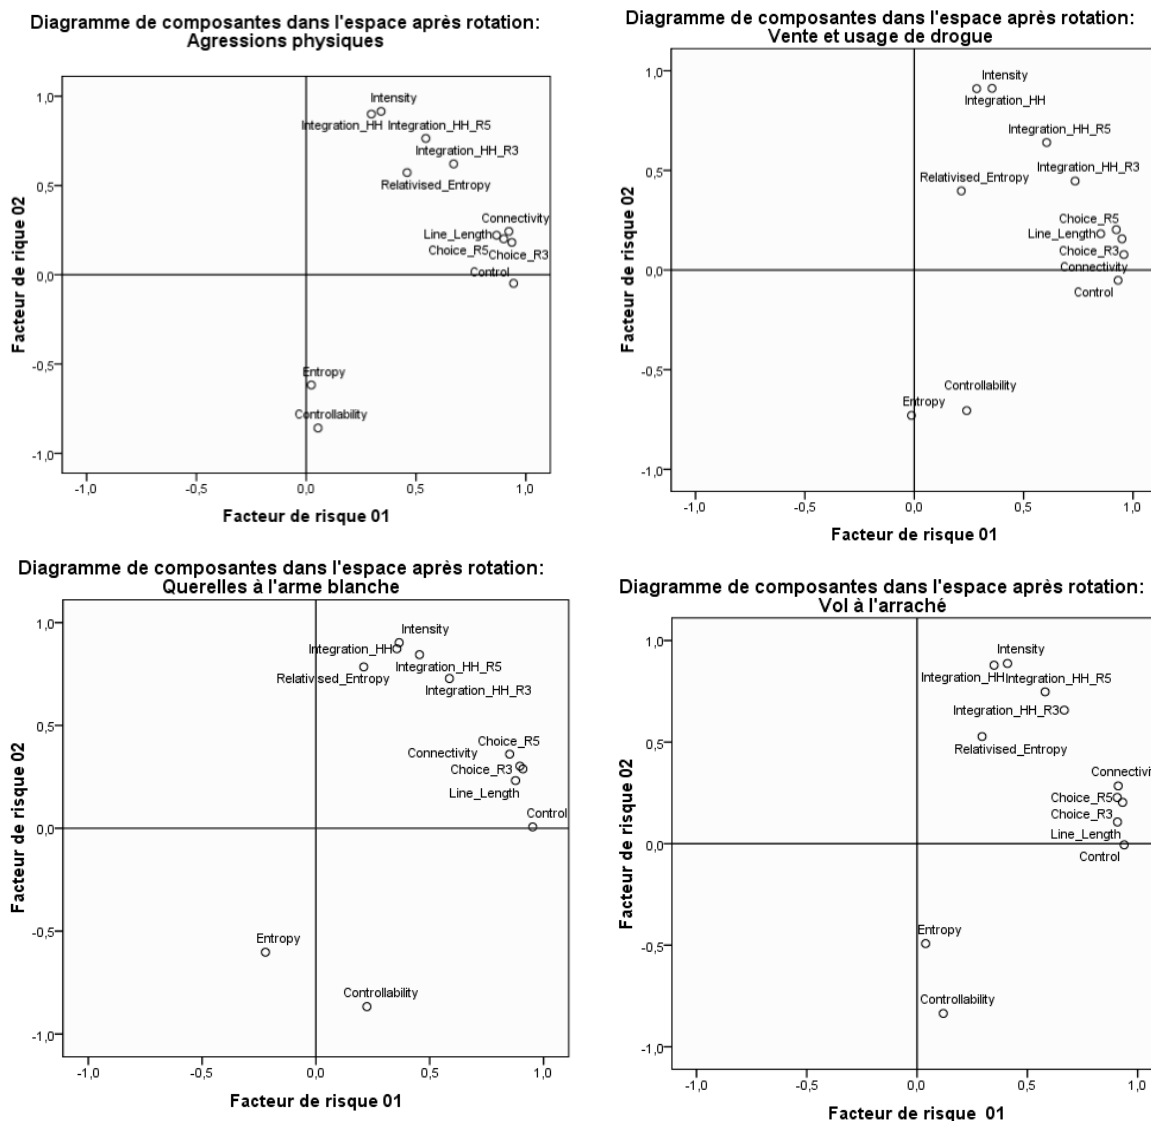 Diagramme de composantes dans l'espace après rotation:
Agressions physiques
1,0
0,5
0,0
-0,5
-1,0
Facteur de rique 02
Intensity
Integration_HH
Integration_HH_R5
Integration_HH_R3
Relativised_Entropy
Connectivity
Line_Length
Choice_R5
Choice_R3
Control
Entropy
Controllability
-1,0
-0,5
0,0
0,5
1,0
Facteur de risque 01
Diagramme de composantes dans l'espace après rotation:
Vente et usage de drogue
1,0
0,5
0,0
-0,5
-1,0
Facteur de risque 02
Intensity
Integration_HH
Integration_HH_R5
Integration_HH_R3
Relativised_Entropy
Choice_R5
Line_Length
Choice_R3
Connectivity
Control
Controllability
Entropy
-1,0
-0,5
0,0
0,5
1,0
Facteur de risque 01
Diagramme de composantes dans l'espace après rotation:
Querelles à l'arme blanche
1,0
0,5
0,0
-0,5
-1,0
Facteur de risque 02
Intensity
Integration_HH
Integration_HH_R5
Relativised_Entropy
Integration_HH_R3
Choice_R5
Connectivity
Choice_R3
Line_Length
Control
Entropy
Controllability
-1,0
-0,5
0,0
0,5
1,0
Facteur de risque 01
Diagramme de composantes dans l'espace après rotation:
Vol à l'arraché
1,0
0,5
0,0
-0,5
-1,0
Facteur de risque 02
Intensity
Integration_HH
Integration_HH_R5
Integration_HH_R3
Relativised_Entropy
Connectivit
Choice_R5
Choice_R3
Line_Length
Control
Entropy
Controllability
-1,0
-0,5
0,0
0,5
1,0
Facteur de risque 01